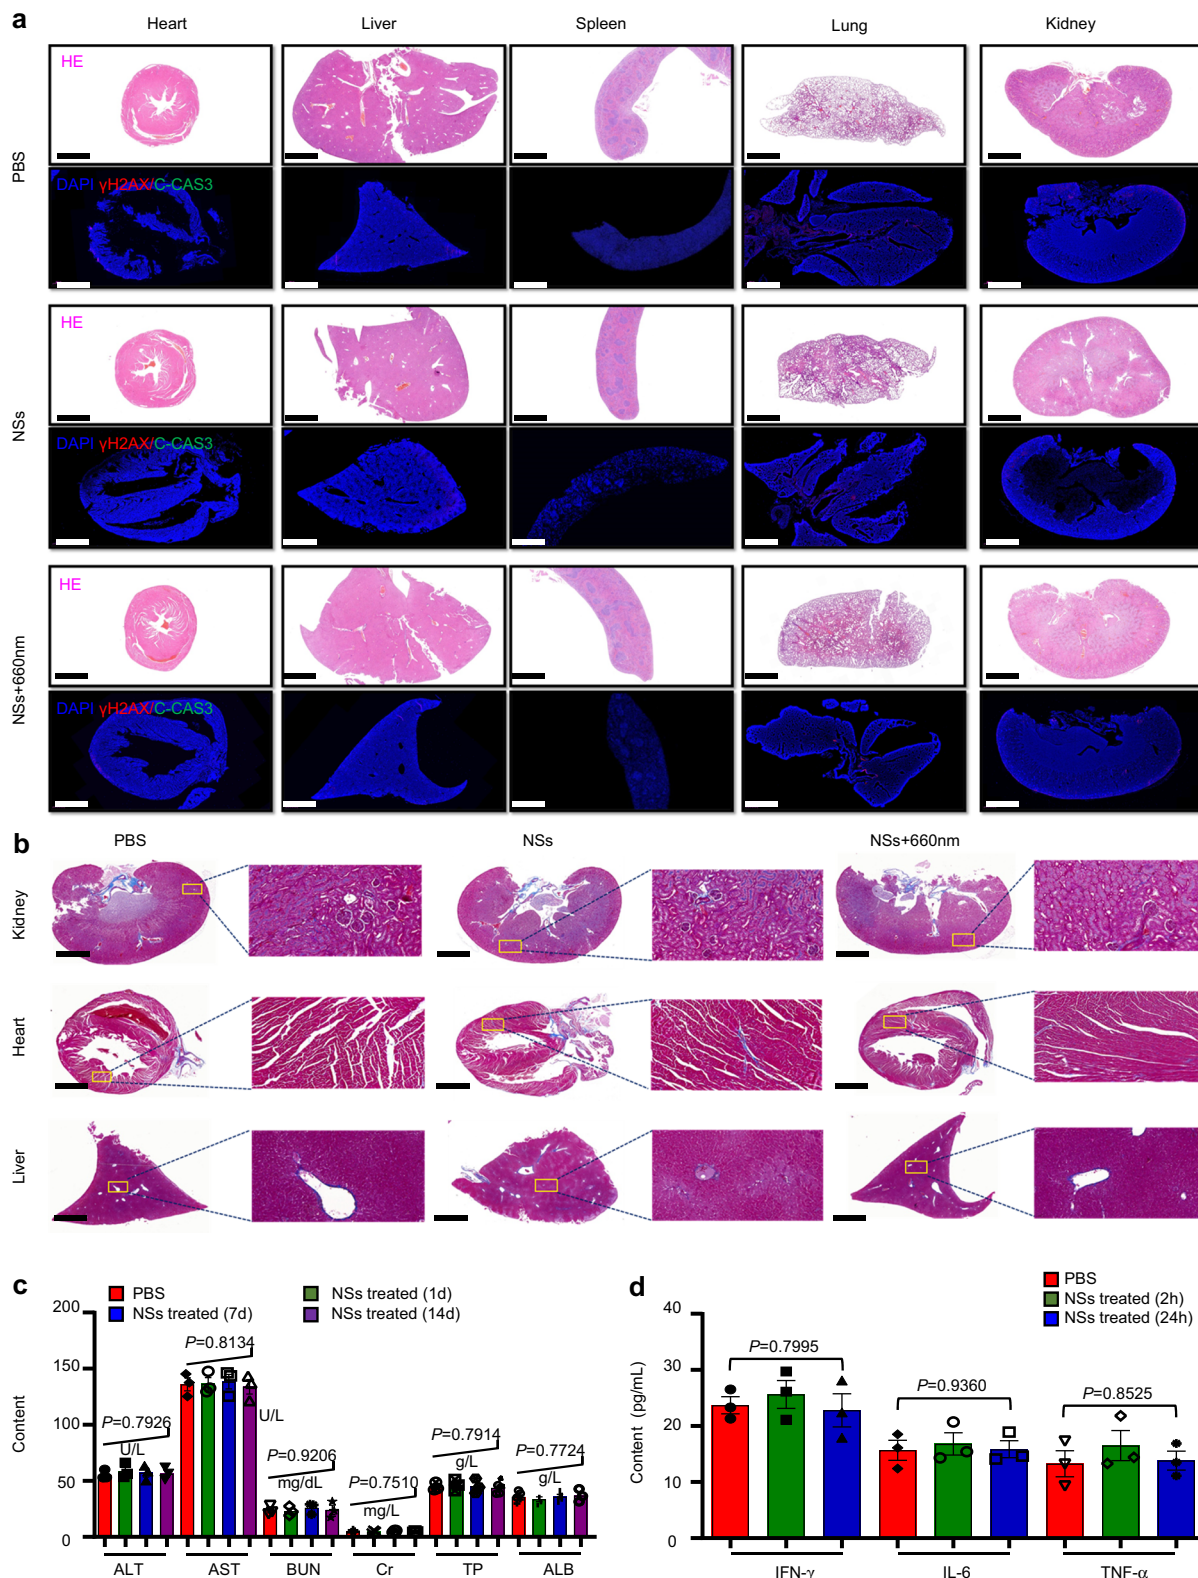 a
Heart Liver Spleen Lung Kidney
PBS
HE
DAPI γH2AX/C-CAS3
NSs
HE
DAPI γH2AX/C-CAS3
NSs+660nm
HE
DAPI γH2AX/C-CAS3
b
PBS NSs NSs+660nm
Kidney
Heart
Liver
c
PBS NSs treated (1d)
NSs treated (7d) NSs treated (14d)
Content
200
150
100
50
0
P=0.7926
U/L
P=0.8134
U/L
P=0.9206
mg/dL
P=0.7510
mg/L
P=0.7914
g/L
P=0.7724
g/L
ALT AST BUN Cr TP ALB
d
PBS
NSs treated (2h)
NSs treated (24h)
Content (pg/mL)
40
30
20
10
0
P=0.7995
P=0.9360
P=0.8525
IFN-γ IL-6 TNF-α